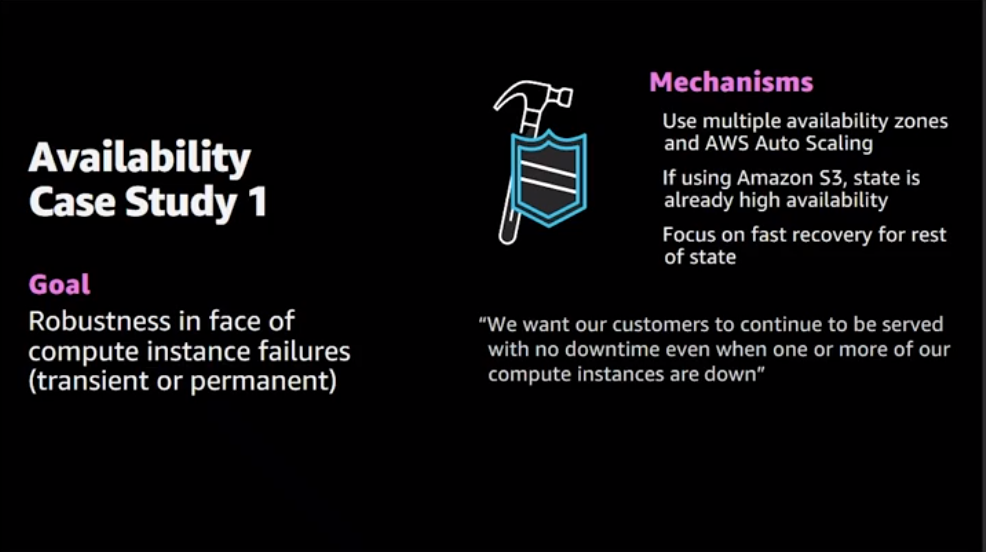 Availability
Case Study 1
Goal
Robustness in face of
compute instance failures
(transient or permanent)
Mechanisms
Use multiple availability zones
and AWS Auto Scaling
If using Amazon S3, state is
already high availability
Focus on fast recovery for rest
of state
“We want our customers to continue to be served
with no downtime even when one or more of our
compute instances are down”